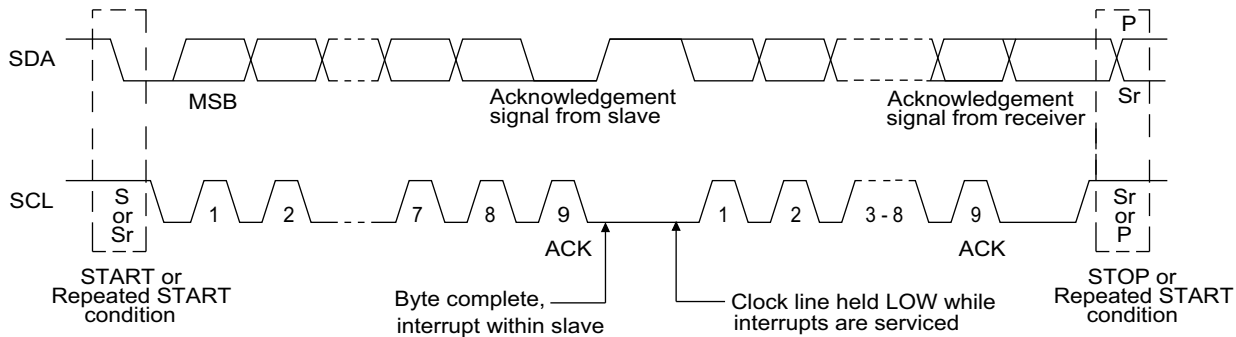 P
SDA
MSB
Acknowledgement
signal from slave
Acknowledgement
signal from receiver
Sr
SCL
S
or
Sr
1
2
7
8
9
1
2
3 - 8
9
Sr
or
P
ACK
ACK
START or
Repeated START
condition
Byte complete,
interrupt within slave
Clock line held LOW while
interrupts are serviced
STOP or
Repeated START
condition